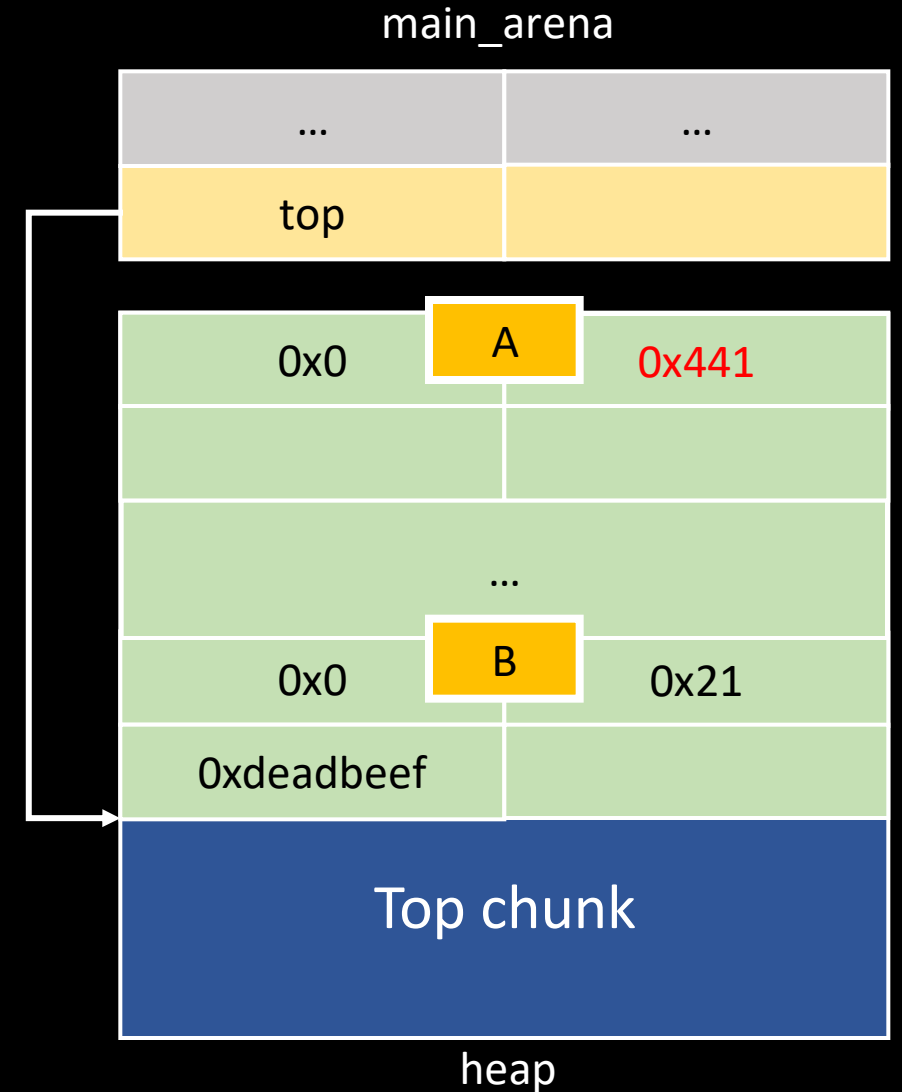 main_arena
... ...
top
0x0 A 0x441
...
0x0 B 0x21
0xdeadbeef
Top chunk
heap